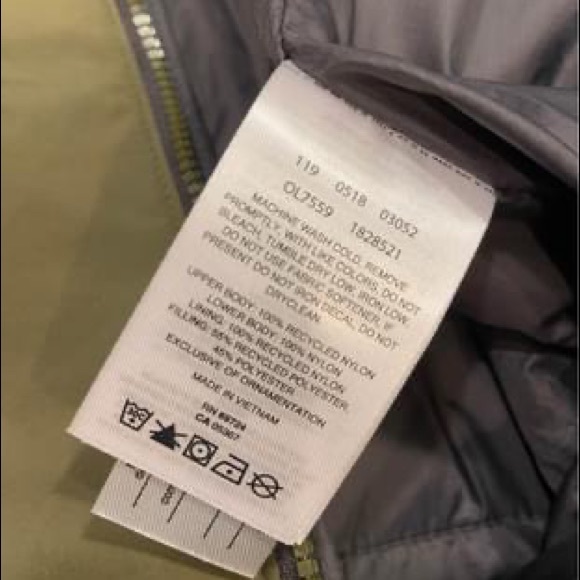 119 0518 03052
OL7559 1828521
MACHINE WASH COLD, REMOVE
PROMPTLY, WITH LIKE COLORS, DO NOT
BLEACH, TUMBLE DRY LOW, IRON LOW,
DO NOT USE FABRIC SOFTENER, IF
PRESENT DO NOT IRON DECAL, DO NOT
DRYCLEAN.
UPPER BODY: 100% RECYCLED NYLON
LOWER BODY: 100% NYLON
LINING: 100% RECYCLED NYLON
FILLING: 55% RECYCLED POLYESTER
45% POLYESTER.
EXCLUSIVE OF ORNAMENTATION
MADE IN VIETNAM
RN 69724
CA 05367